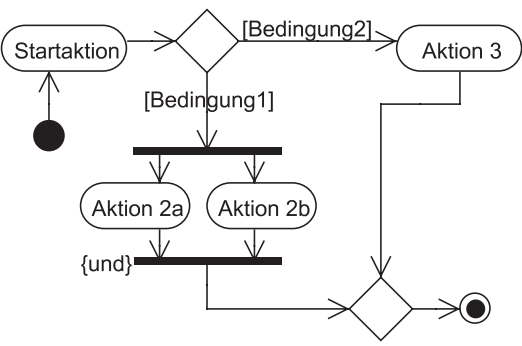 Startaktion
[Bedingung2]
Aktion 3
[Bedingung1]
Aktion 2a
Aktion 2b
{und}